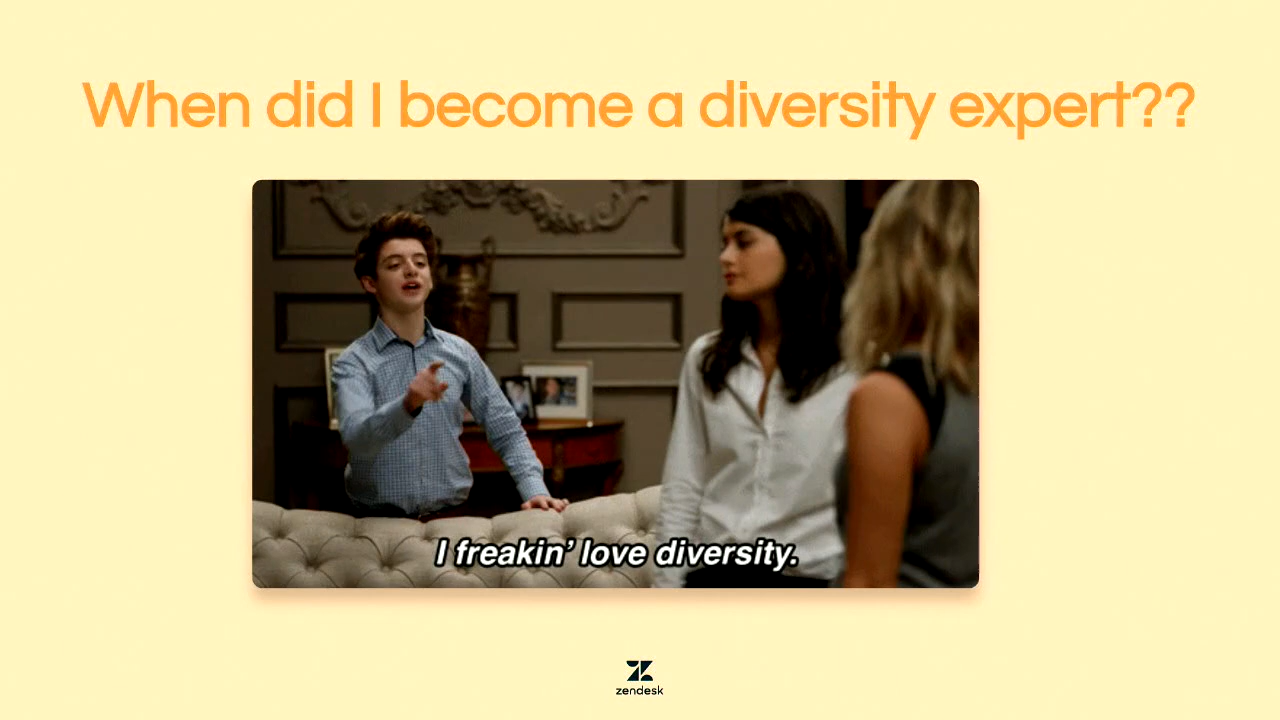 When did I become a diversity expert??
I freakin' love diversity.
zendesk